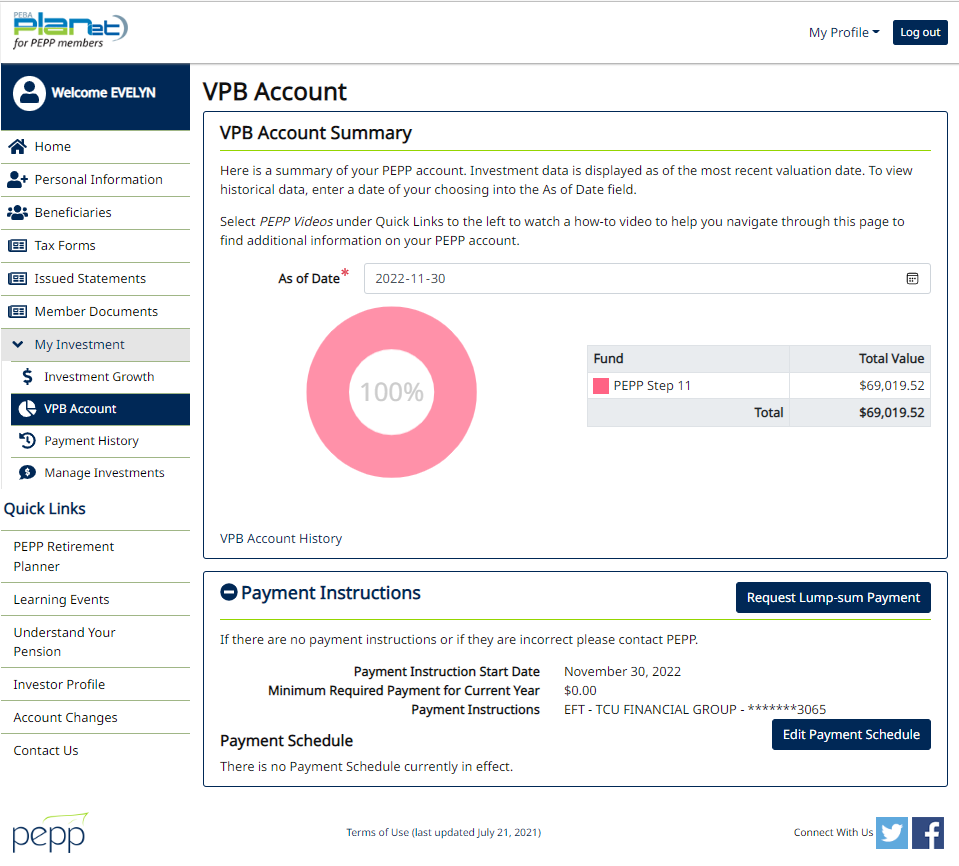 PEBA
planet
for PEPP members
My Profile
Log out
Welcome EVELYN
Home
Personal Information
Beneficiaries
Tax Forms
Issued Statements
Member Documents
My Investment
Investment Growth
VPB Account
Payment History
Manage Investments
Quick Links
PEPP Retirement
Planner
Learning Events
Understand Your
Pension
Investor Profile
Account Changes
Contact Us
VPB Account
VPB Account Summary
Here is a summary of your PEPP account. Investment data is displayed as of the most recent valuation date. To view
historical data, enter a date of your choosing into the As of Date field.
Select PEPP Videos under Quick Links to the left to watch a how-to video to help you navigate through this page to
find additional information on your PEPP account.
As of Date* 2022-11-30
100%
Fund Total Value
PEPP Step 11 $69,019.52
Total $69,019.52
VPB Account History
Payment Instructions
Request Lump-sum Payment
If there are no payment instructions or if they are incorrect please contact PEPP.
Payment Instruction Start Date November 30, 2022
Minimum Required Payment for Current Year $0.00
Payment Instructions EFT - TCU FINANCIAL GROUP - *******3065
Payment Schedule
Edit Payment Schedule
There is no Payment Schedule currently in effect.
pepp
Terms of Use (last updated July 21, 2021)
Connect With Us